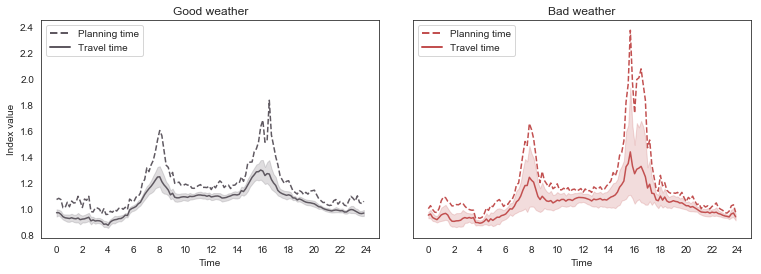 Good weather
Bad weather
Planning time
Travel time
Planning time
Travel time
Index value
2.4
2.2
2.0
1.8
1.6
1.4
1.2
1.0
0.8
0 2 4 6 8 10 12 14 16 18 20 22 24
0 2 4 6 8 10 12 14 16 18 20 22 24
Time
Time